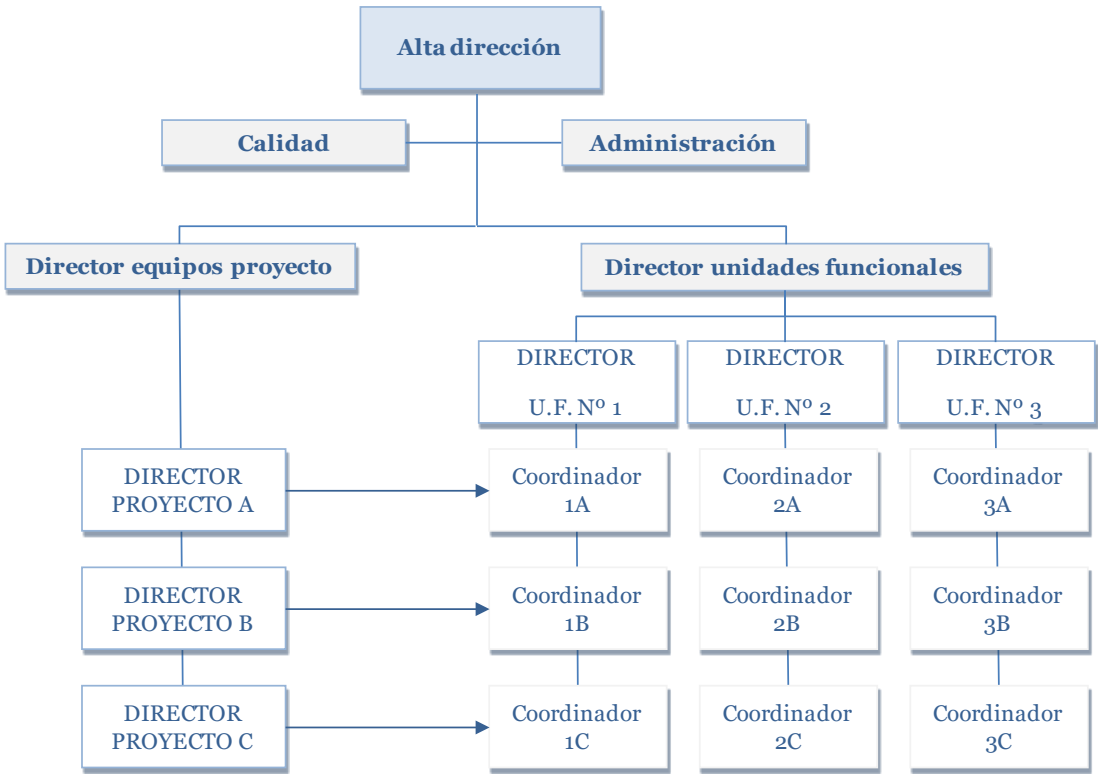 Alta dirección
Calidad
Administración
Director equipos proyecto
Director unidades funcionales
DIRECTOR
U.F. Nº 1
DIRECTOR
U.F. Nº 2
DIRECTOR
U.F. Nº 3
DIRECTOR
PROYECTO A
Coordinador
1A
Coordinador
2A
Coordinador
3A
DIRECTOR
PROYECTO B
Coordinador
1B
Coordinador
2B
Coordinador
3B
DIRECTOR
PROYECTO C
Coordinador
1C
Coordinador
2C
Coordinador
3C